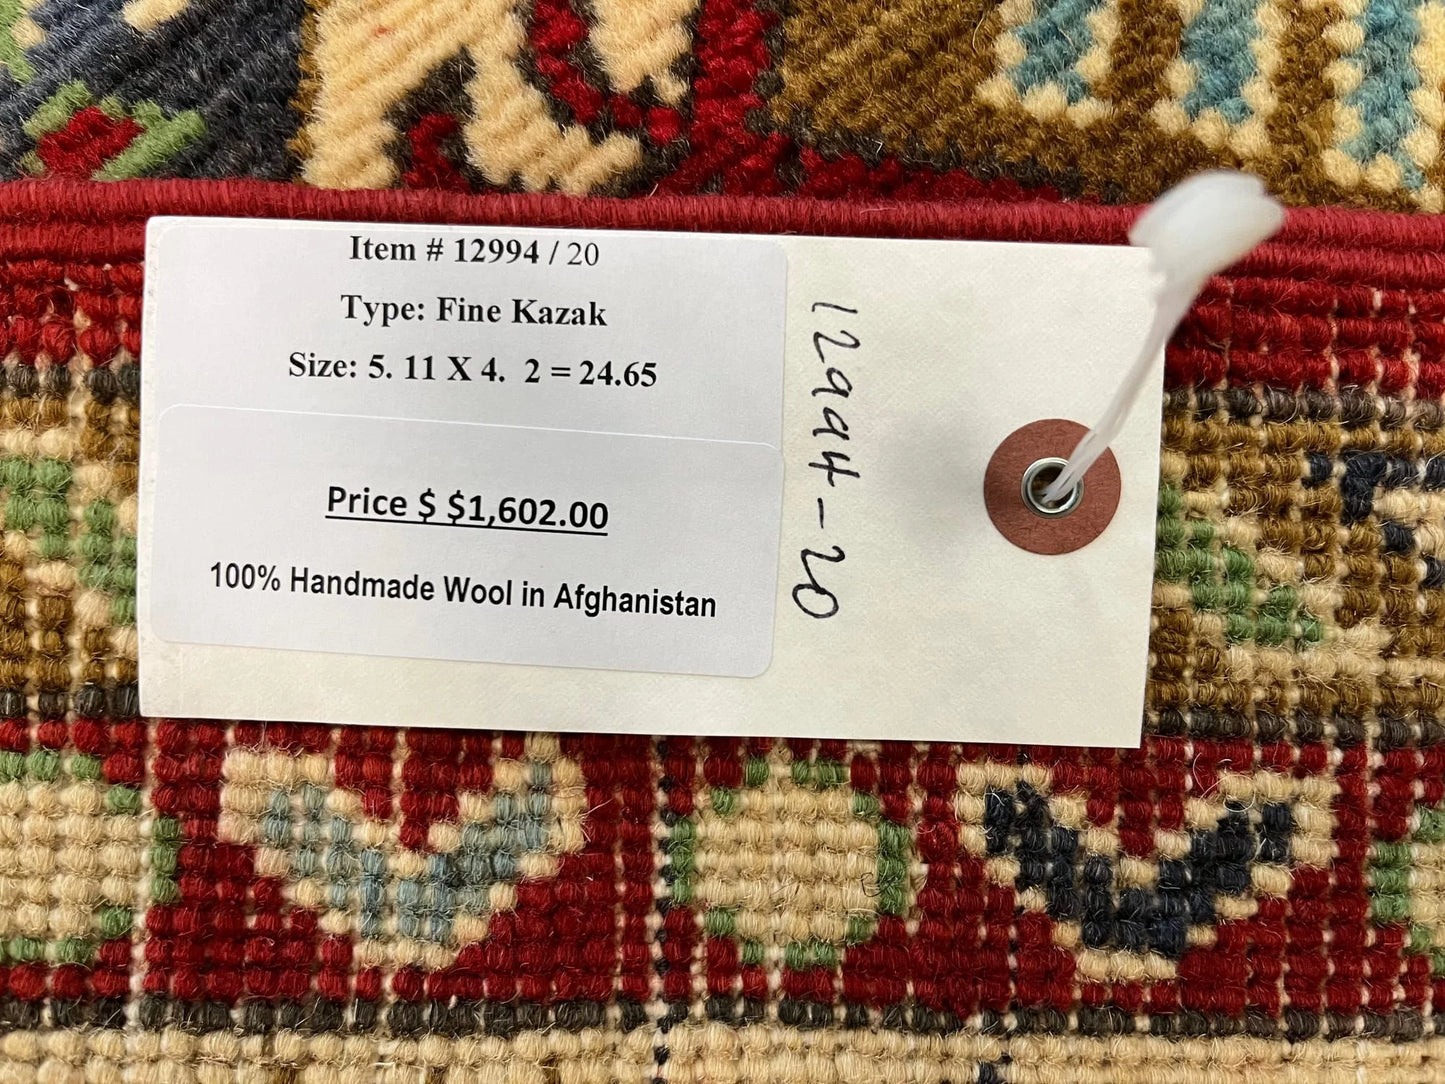 Item # 12994 / 20
Type: Fine Kazak
Size: 5. 11 X 4.  2 = 24.65
Price $ $1,602.00
100% Handmade Wool in Afghanistan
12994-20